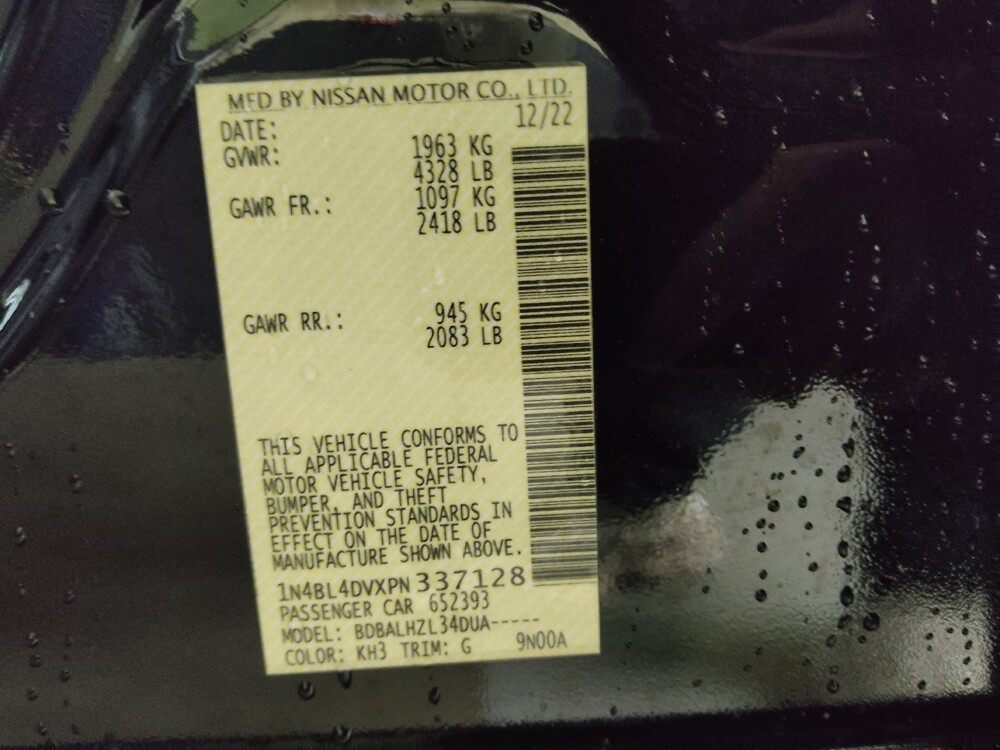 MFD BY NISSAN MOTOR CO., LTD.
DATE: 12/22
GVWR: 1963 KG
4328 LB
GAWR FR.: 1097 KG
2418 LB
GAWR RR.: 945 KG
2083 LB
THIS VEHICLE CONFORMS TO
ALL APPLICABLE FEDERAL
MOTOR VEHICLE SAFETY,
BUMPER, AND THEFT
PREVENTION STANDARDS IN
EFFECT ON THE DATE OF
MANUFACTURE SHOWN ABOVE.
1N4BL4DVXPN337128
PASSENGER CAR 652393
MODEL: BDBALHZL34DUA-----
COLOR: KH3 TRIM: G 9N00A